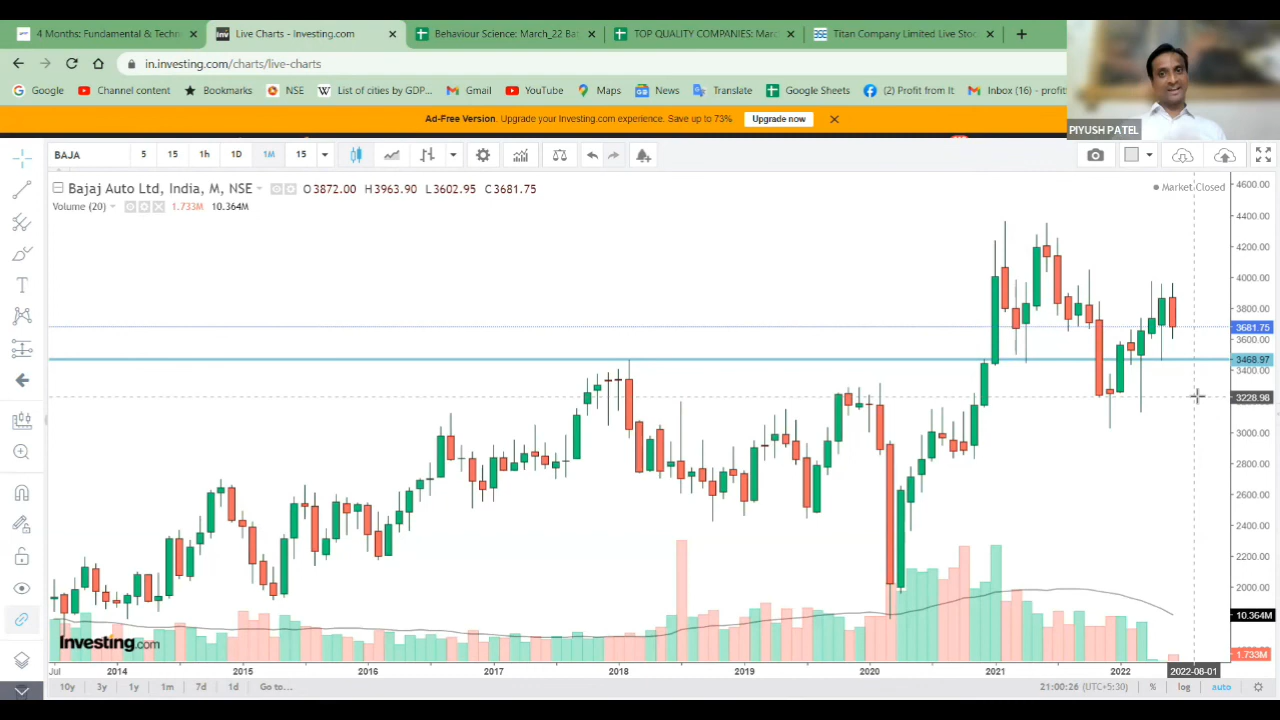 4 Months: Fundamental & Techn
Live Charts - Investing.com
Behaviour Science: March_22 Ba
TOP QUALITY COMPANIES: Marc
Titan Company Limited Live Stoc
in.investing.com/charts/live-charts
Google
Channel content
Bookmarks
NSE
List of cities by GDP...
Gmail
YouTube
Maps
News
Translate
Google Sheets
(2) Profit from It
Inbox (16) - profit
Ad-Free Version. Upgrade your Investing.com experience. Save up to 73%
Upgrade now
PIYUSH PATEL
BAJA 5 15 1h 1D 1M 15
Bajaj Auto Ltd, India, M, NSE O3872.00 H3963.90 L3602.95 C3681.75
Market Closed
Volume (20) 1.733M 10.364M
4600.00
4400.00
4200.00
4000.00
3800.00
3681.75
3600.00
3468.97
3400.00
3228.98
3000.00
2800.00
2600.00
2400.00
2200.00
2000.00
10.364M
1.733M
Investing.com
Jul 2014 2015 2016 2017 2018 2019 2020 2021 2022 2022-08-01
10y 3y 1y 1m 7d 1d Go to...
21:00:26 (UTC+5:30) % log auto